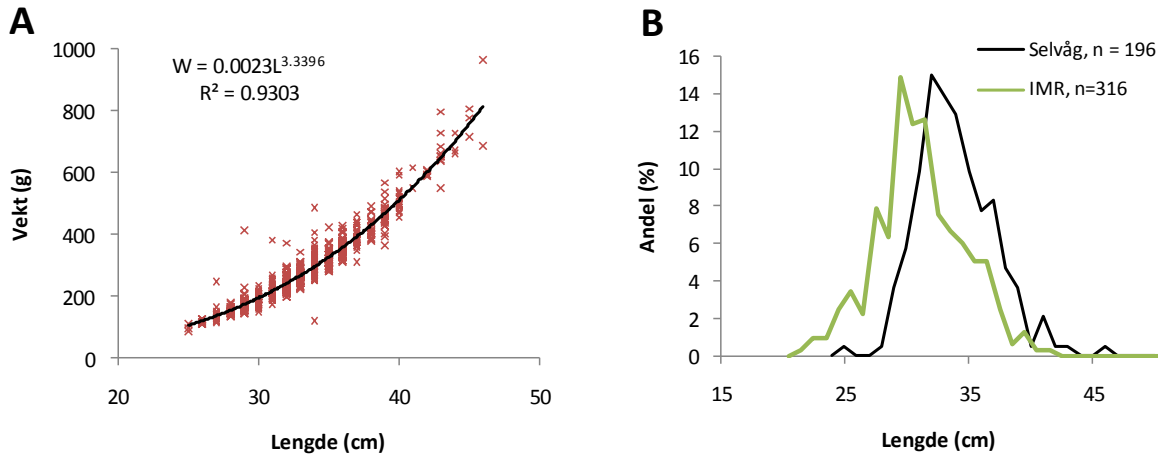 A
W = 0.0023L^3.3396
R² = 0.9303
Vekt (g)
1000
800
600
400
200
0
20 30 40 50
Lengde (cm)
B
Selvåg, n = 196
IMR, n=316
Andel (%)
16
14
12
10
8
6
4
2
0
15 25 35 45
Lengde (cm)